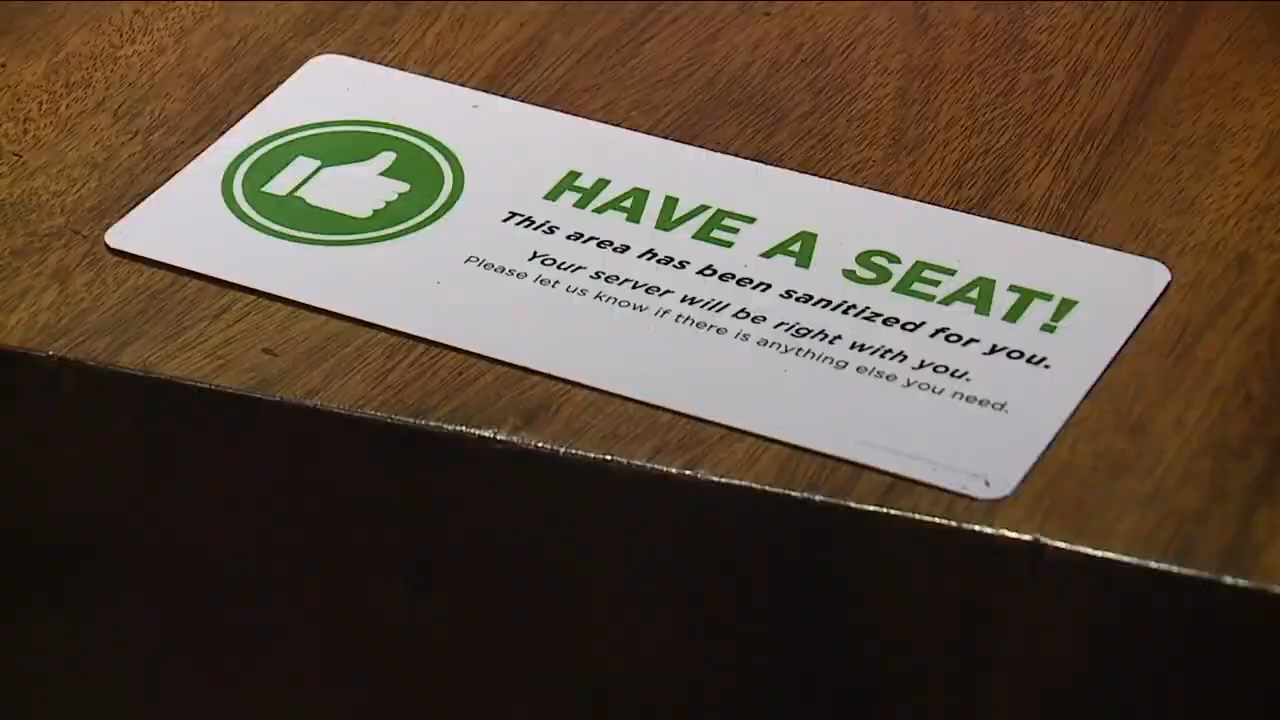 HAVE A SEAT!
This area has been sanitized for you.
Your server will be right with you.
Please let us know if there is anything else you need.